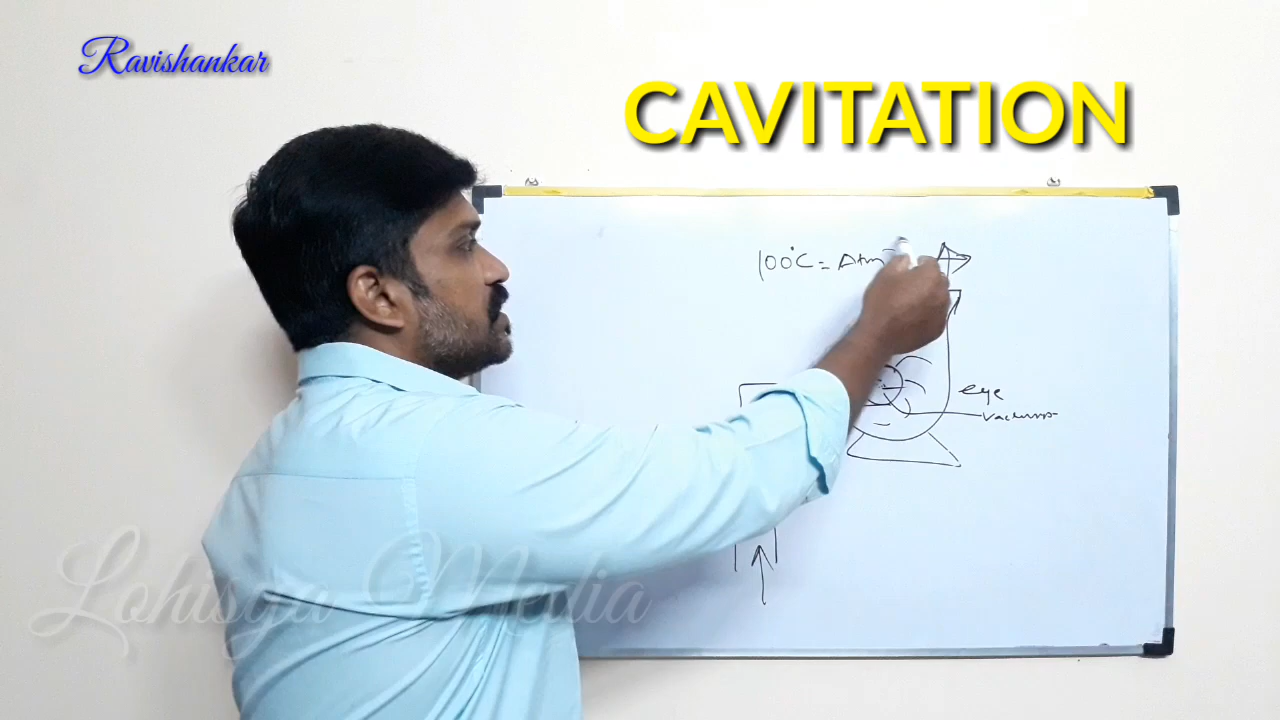 Ravishankar
CAVITATION
100°C = Atm
eye
Vacuum
Lohisya Media